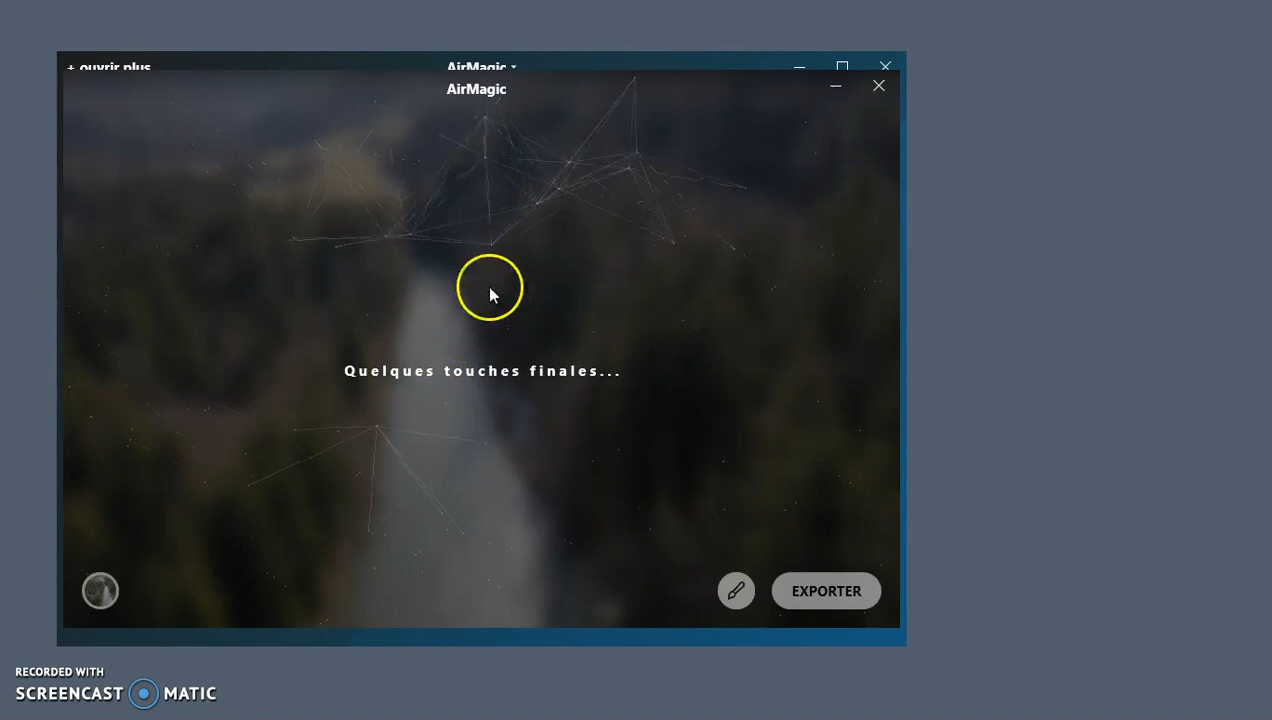 + ouvrir plus
AirMagic
AirMagic
Quelques touches finales...
EXPORTER
RECORDED WITH
SCREENCAST MATIC